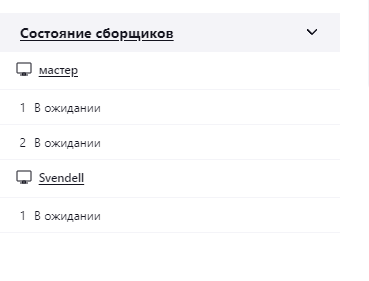 Состояние сборщиков
мастер
1 В ожидании
2 В ожидании
Svendell
1 В ожидании